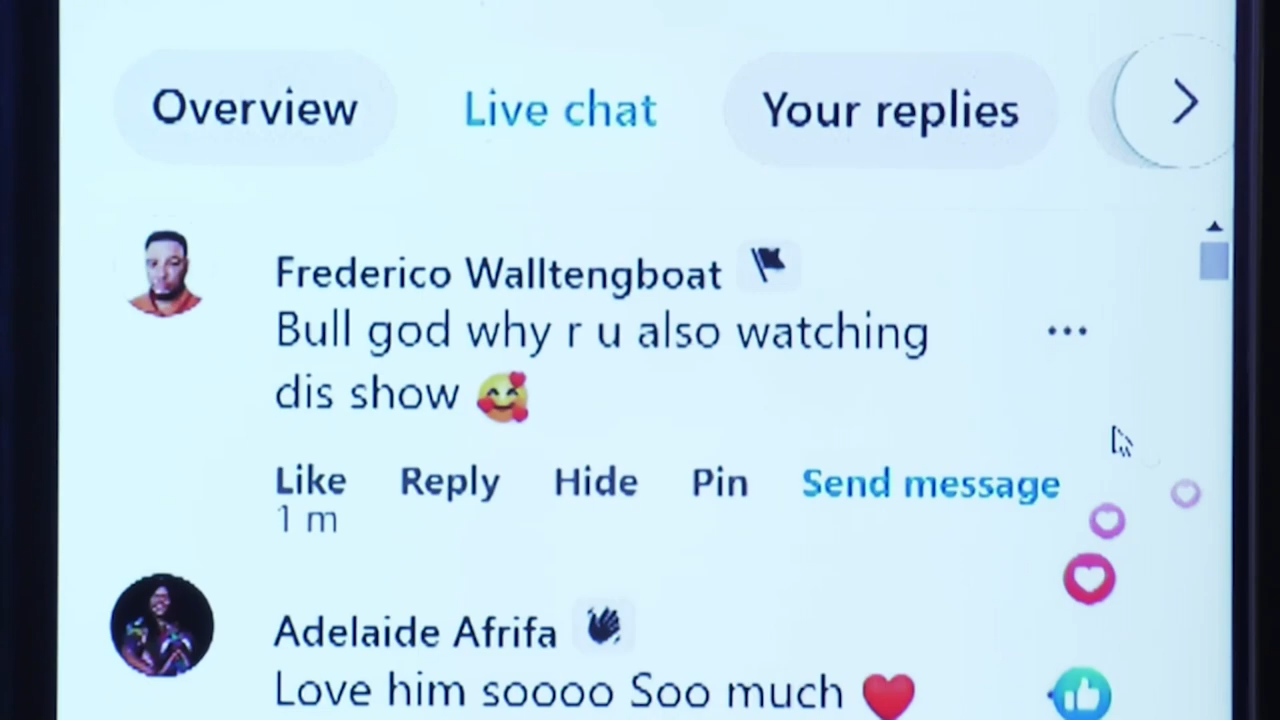 Overview Live chat Your replies
Frederico Walltengboat
Bull god why r u also watching
dis show 🥰
Like Reply Hide Pin Send message
1 m
Adelaide Afrifa
Love him soooo Soo much ❤️